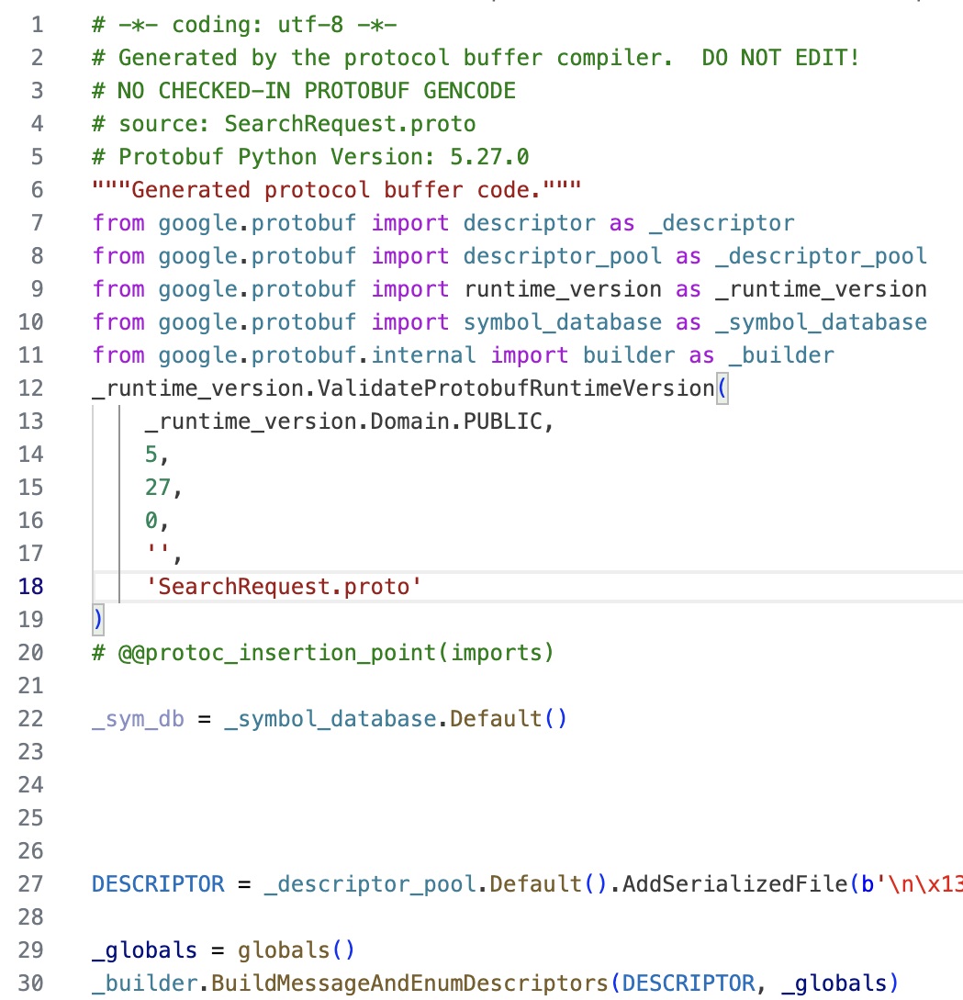 1 # -*- coding: utf-8 -*-
2 # Generated by the protocol buffer compiler.  DO NOT EDIT!
3 # NO CHECKED-IN PROTOBUF GENCODE
4 # source: SearchRequest.proto
5 # Protobuf Python Version: 5.27.0
6 """Generated protocol buffer code."""
7 from google.protobuf import descriptor as _descriptor
8 from google.protobuf import descriptor_pool as _descriptor_pool
9 from google.protobuf import runtime_version as _runtime_version
10 from google.protobuf import symbol_database as _symbol_database
11 from google.protobuf.internal import builder as _builder
12 _runtime_version.ValidateProtobufRuntimeVersion(
13     _runtime_version.Domain.PUBLIC,
14     5,
15     27,
16     0,
17     '',
18     'SearchRequest.proto'
19 )
20 # @@protoc_insertion_point(imports)
21
22 _sym_db = _symbol_database.Default()
23
24
25
26
27 DESCRIPTOR = _descriptor_pool.Default().AddSerializedFile(b'\n\x13
28
29 _globals = globals()
30 _builder.BuildMessageAndEnumDescriptors(DESCRIPTOR, _globals)